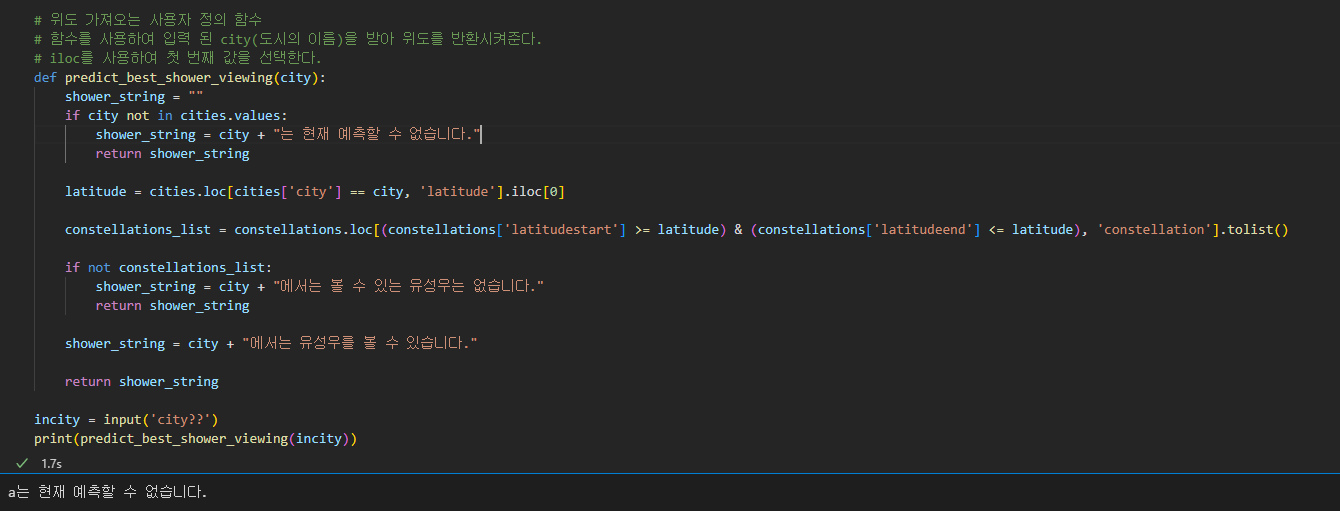 # 위도 가져오는 사용자 정의 함수
# 함수를 사용하여 입력 된 city(도시의 이름)을 받아 위도를 반환시켜준다.
# iloc를 사용하여 첫 번째 값을 선택한다.
def predict_best_shower_viewing(city):
    shower_string = ""
    if city not in cities.values:
        shower_string = city + "는 현재 예측할 수 없습니다."
        return shower_string
    latitude = cities.loc[cities['city'] == city, 'latitude'].iloc[0]
    constellations_list = constellations.loc[(constellations['latitudestart'] >= latitude) & (constellations['latitudeend'] <= latitude), 'constellation'].tolist()
    if not constellations_list:
        shower_string = city + "에서는 볼 수 있는 유성우는 없습니다."
        return shower_string
    shower_string = city + "에서는 유성우를 볼 수 있습니다."
    return shower_string
incity = input('city??')
print(predict_best_shower_viewing(incity))
✓ 1.7s
a는 현재 예측할 수 없습니다.